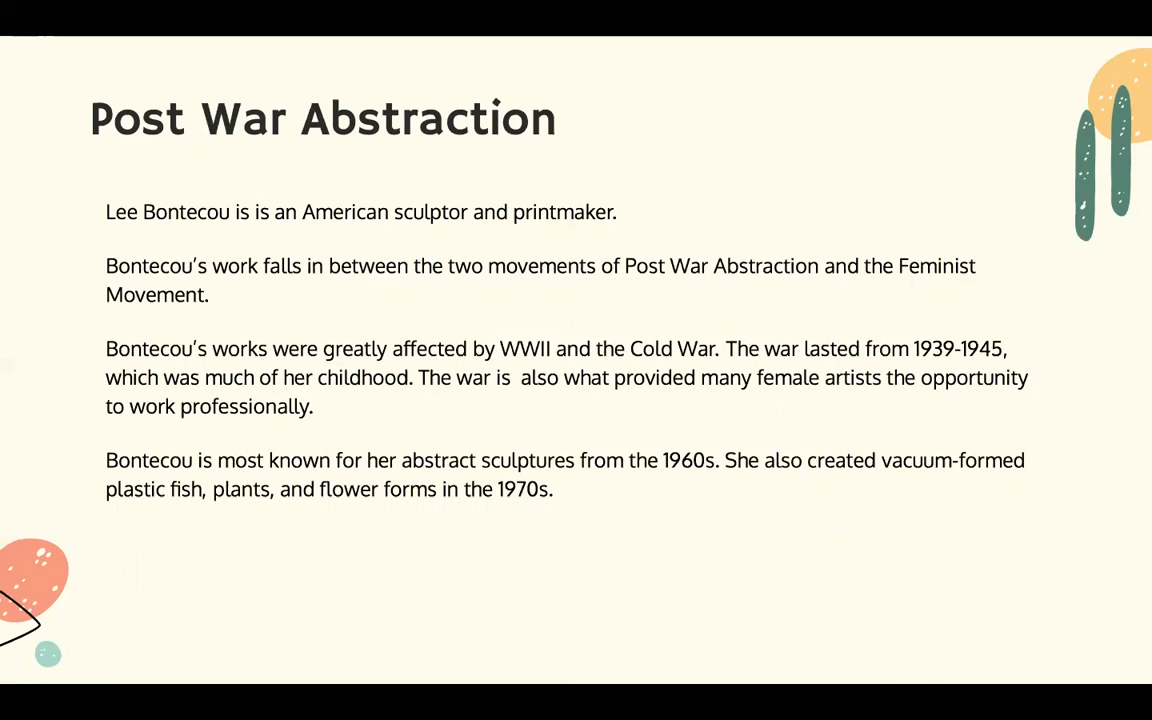 Post War Abstraction
Lee Bontecou is is an American sculptor and printmaker.
Bontecou's work falls in between the two movements of Post War Abstraction and the Feminist
Movement.
Bontecou's works were greatly affected by WWII and the Cold War. The war lasted from 1939-1945,
which was much of her childhood. The war is  also what provided many female artists the opportunity
to work professionally.
Bontecou is most known for her abstract sculptures from the 1960s. She also created vacuum-formed
plastic fish, plants, and flower forms in the 1970s.